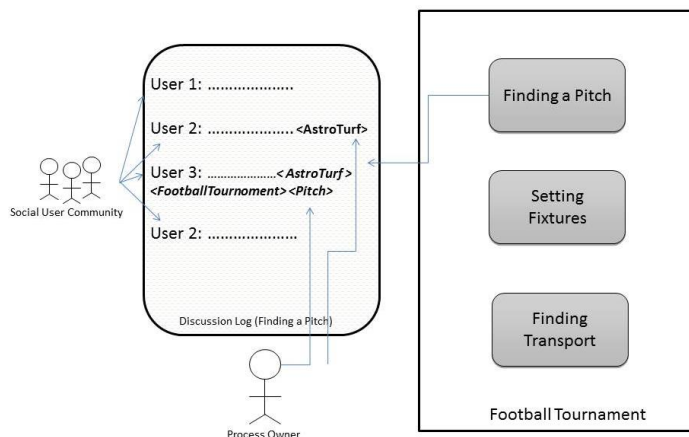 User 1: ...................
User 2: .................... <AstroTurf>
User 3: .....................< AstroTurf >
<FootballTournoment><Pitch>
User 2: .....................
Discussion Log (Finding a Pitch)
Social User Community
Process Owner
Finding a Pitch
Setting
Fixtures
Finding
Transport
Football Tournament